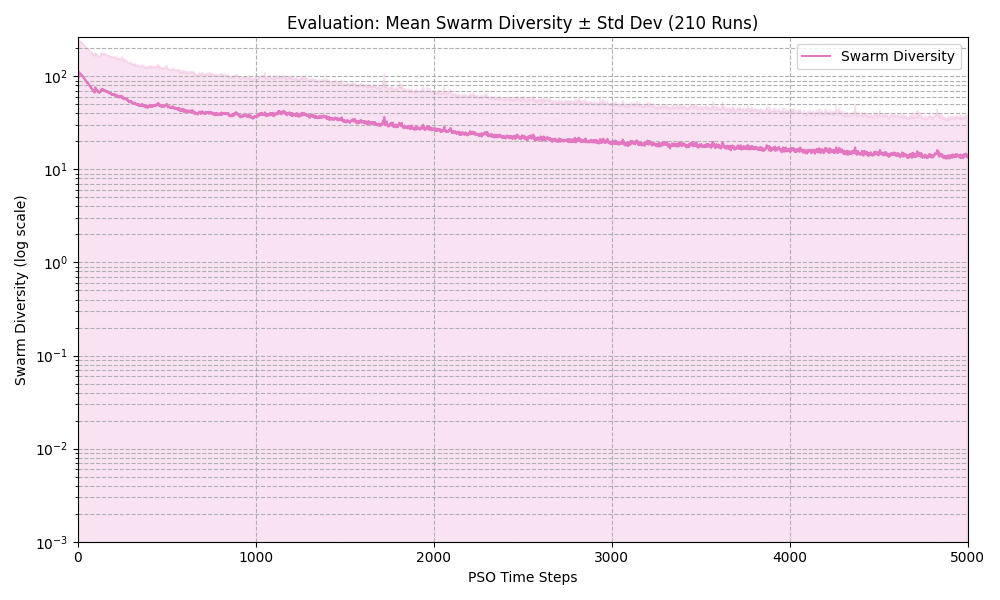 Evaluation: Mean Swarm Diversity ± Std Dev (210 Runs)
Swarm Diversity
Swarm Diversity (log scale)
10²
10¹
10⁰
10⁻¹
10⁻²
10⁻³
0 1000 2000 3000 4000 5000
PSO Time Steps